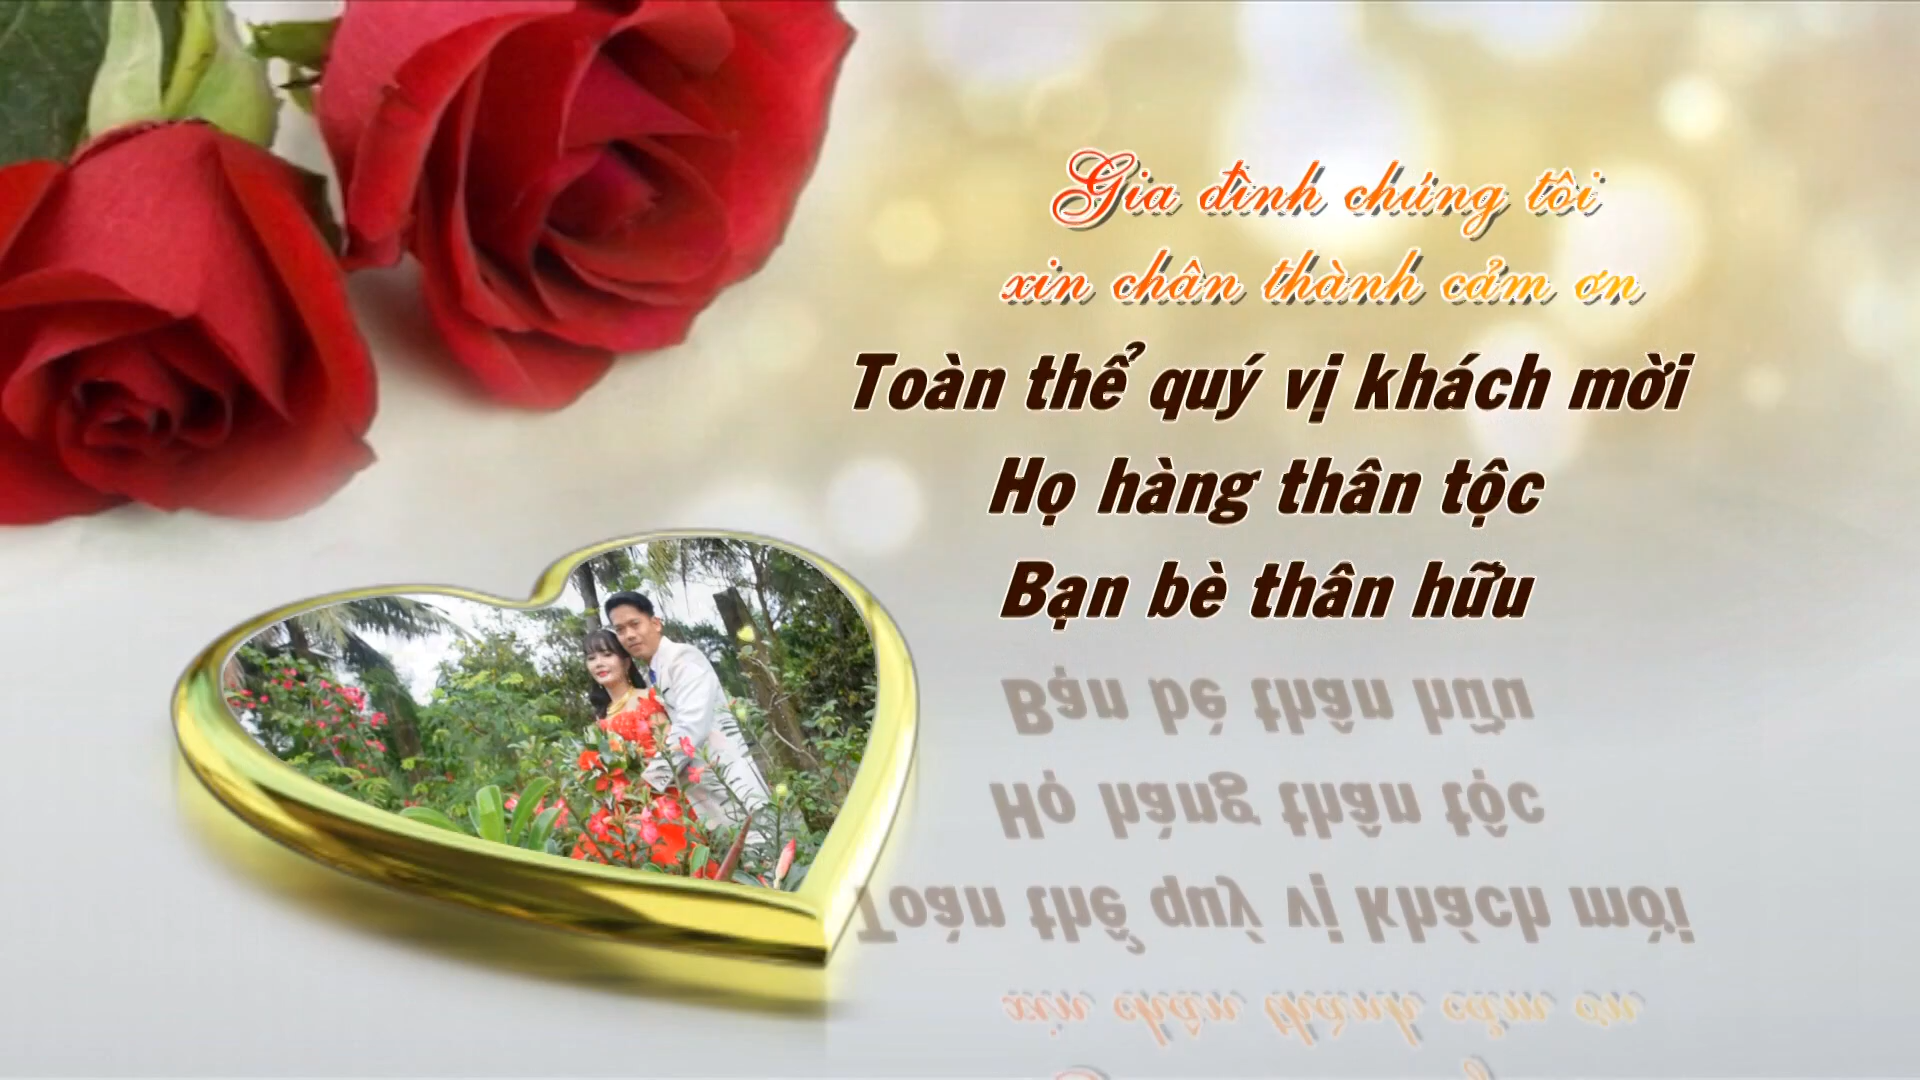 Gia đình chúng tôi
xin chân thành cảm ơn
Toàn thể quý vị khách mời
Họ hàng thân tộc
Bạn bè thân hữu